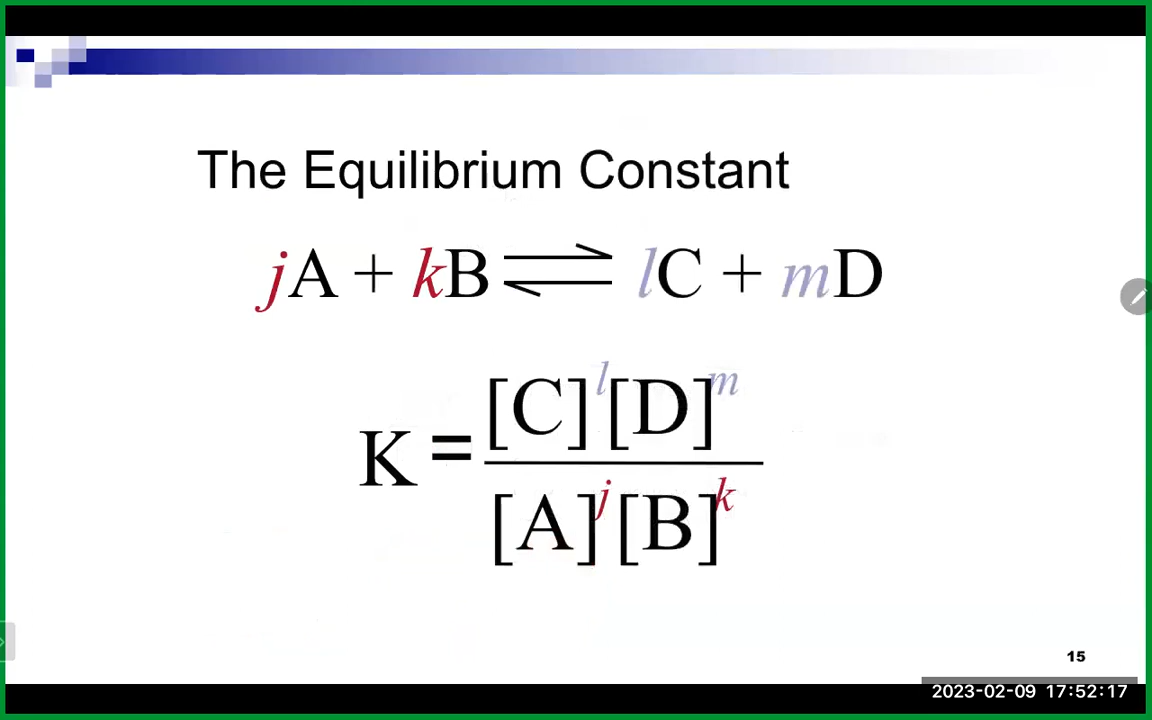 The Equilibrium Constant
jA + kB ⇌ lC + mD
K = [C]^l[D]^m / [A]^j[B]^k
15
2023-02-09 17:52:17